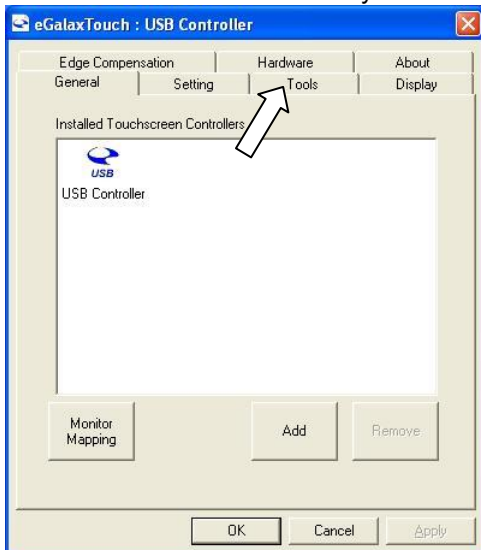 eGalaxTouch : USB Controller
Edge Compensation Hardware About
General Setting Tools Display
Installed Touchscreen Controllers
USB
USB Controller
Monitor
Mapping
Add
Remove
OK Cancel Apply